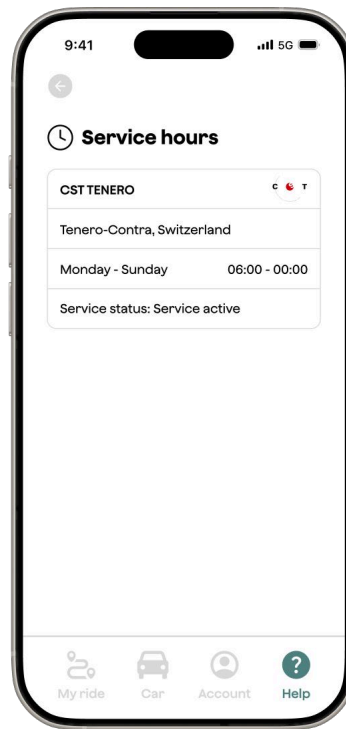 9:41 5G
Service hours
CST TENERO C T
Tenero-Contra, Switzerland
Monday - Sunday 06:00 - 00:00
Service status: Service active
?
My ride Car Account Help